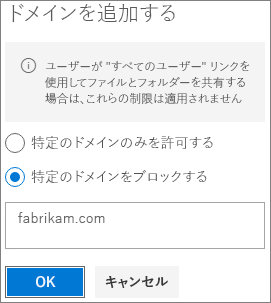 ドメインを追加する
ユーザーが "すべてのユーザー" リンクを
使用してファイルとフォルダーを共有する
場合は、これらの制限は適用されません
特定のドメインのみを許可する
特定のドメインをブロックする
fabrikam.com
OK
キャンセル